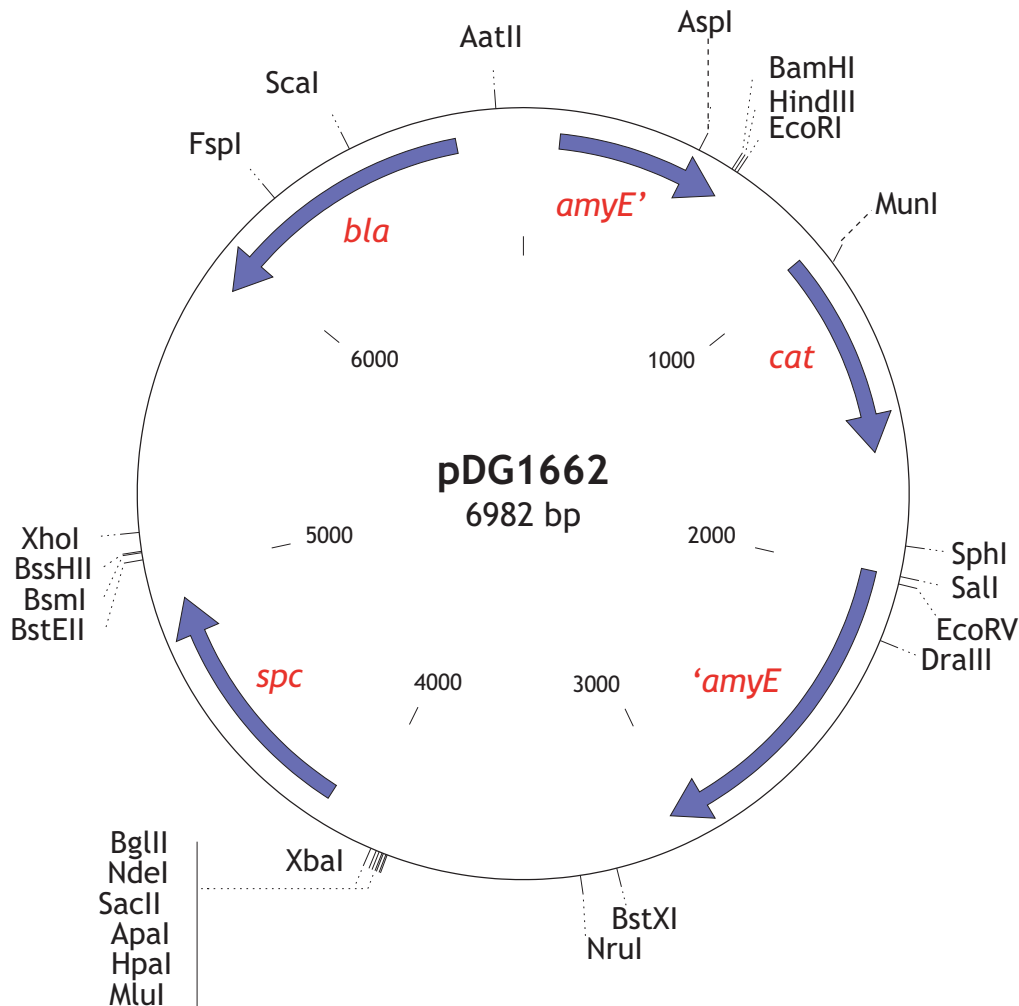 AatII
AspI
ScaI
BamHI
HindIII
EcoRI
FspI
amyE’
bla
MunI
6000
1000
cat
pDG1662
6982 bp
XhoI
5000
2000
SphI
BssHII
SalI
BsmI
BstEII
EcoRV
DraIII
spc
4000
3000
‘amyE
BglII
XbaI
NdeI
SacII
BstXI
ApaI
NruI
HpaI
MluI